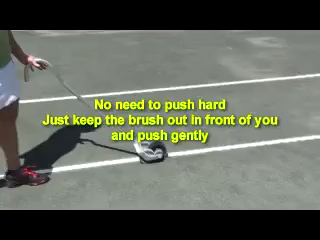 No need to push hard
Just keep the brush out in front of you
and push gently